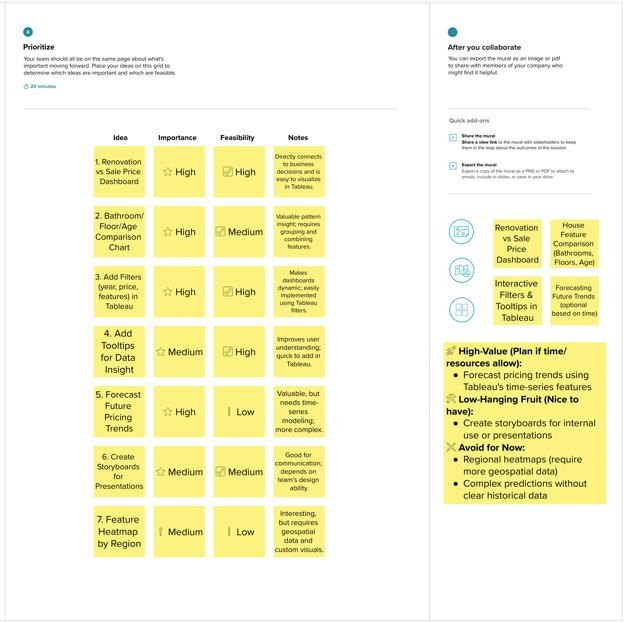 4
Prioritize
Your team should all be on the same page about what's
important moving forward. Place your ideas on this grid to
determine which ideas are important and which are feasible.
20 minutes
Idea
Importance
Feasibility
Notes
1. Renovation
vs Sale Price
Dashboard
High
High
Directly connects
to business
decisions and is
easy to visualize
in Tableau.
2. Bathroom/
Floor/Age
Comparison
Chart
High
Medium
Valuable pattern
insight; requires
grouping and
combining
features.
3. Add Filters
(year, price,
features) in
Tableau
High
High
Makes
dashboards
dynamic; easily
implemented
using Tableau
filters.
4. Add
Tooltips
for Data
Insight
Medium
High
Improves user
understanding;
quick to add in
Tableau.
5. Forecast
Future
Pricing
Trends
High
Low
Valuable, but
needs time-
series
modeling;
more complex.
6. Create
Storyboards
for
Presentations
Medium
Medium
Good for
communication;
depends on
team's design
ability.
7. Feature
Heatmap
by Region
Medium
Low
Interesting,
but requires
geospatial
data and
custom visuals.
After you collaborate
You can export the mural as an image or pdf
to share with members of your company who
might find it helpful.
Quick add-ons
Share the mural
Share a view link to the mural with stakeholders to keep
them in the loop about the outcomes of the session.
Export the mural
Export a copy of the mural as a PNG or PDF to attach to
emails, include in slides, or save in your drive.
Renovation
vs Sale
Price
Dashboard
House
Feature
Comparison
(Bathrooms,
Floors, Age)
Interactive
Filters &
Tooltips in
Tableau
Forecasting
Future Trends
(optional
based on time)
High-Value (Plan if time/
resources allow):
● Forecast pricing trends using
Tableau's time-series features
Low-Hanging Fruit (Nice to
have):
● Create storyboards for internal
use or presentations
Avoid for Now:
● Regional heatmaps (require
more geospatial data)
● Complex predictions without
clear historical data